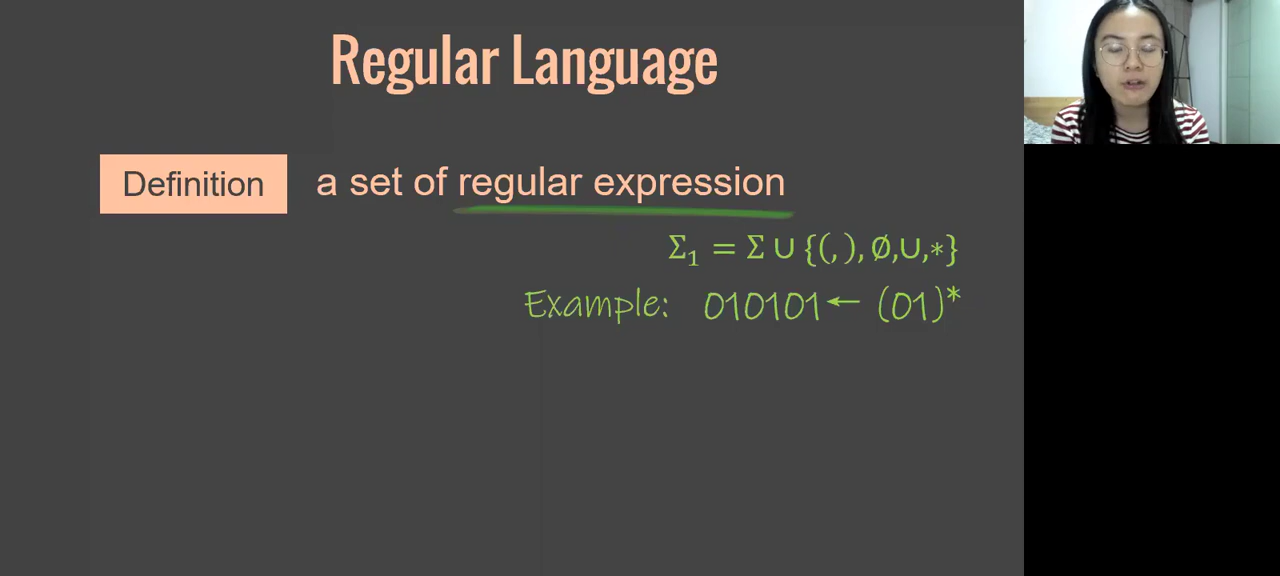 Regular Language
Definition a set of regular expression
Σ₁ = Σ ∪ {(, ), ∅,∪,∗}
Example: 010101 ← (01)*